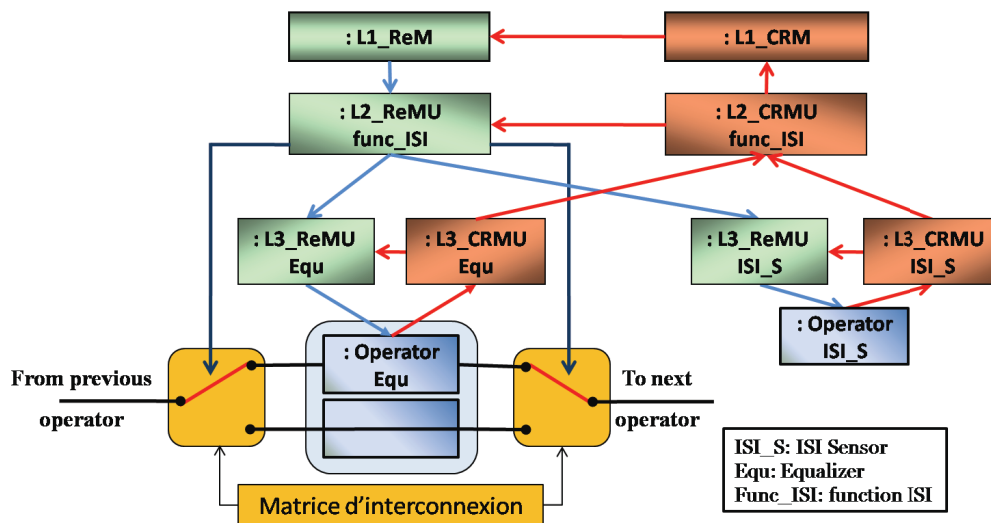 : L1_ReM
: L1_CRM
: L2_ReMU
func_ISI
: L2_CRMU
func_ISI
: L3_ReMU
Equ
: L3_CRMU
Equ
: L3_ReMU
ISI_S
: L3_CRMU
ISI_S
: Operator
ISI_S
: Operator
Equ
From previous
operator
To next
operator
Matrice d'interconnexion
ISI_S: ISI Sensor
Equ: Equalizer
Func_ISI: function ISI